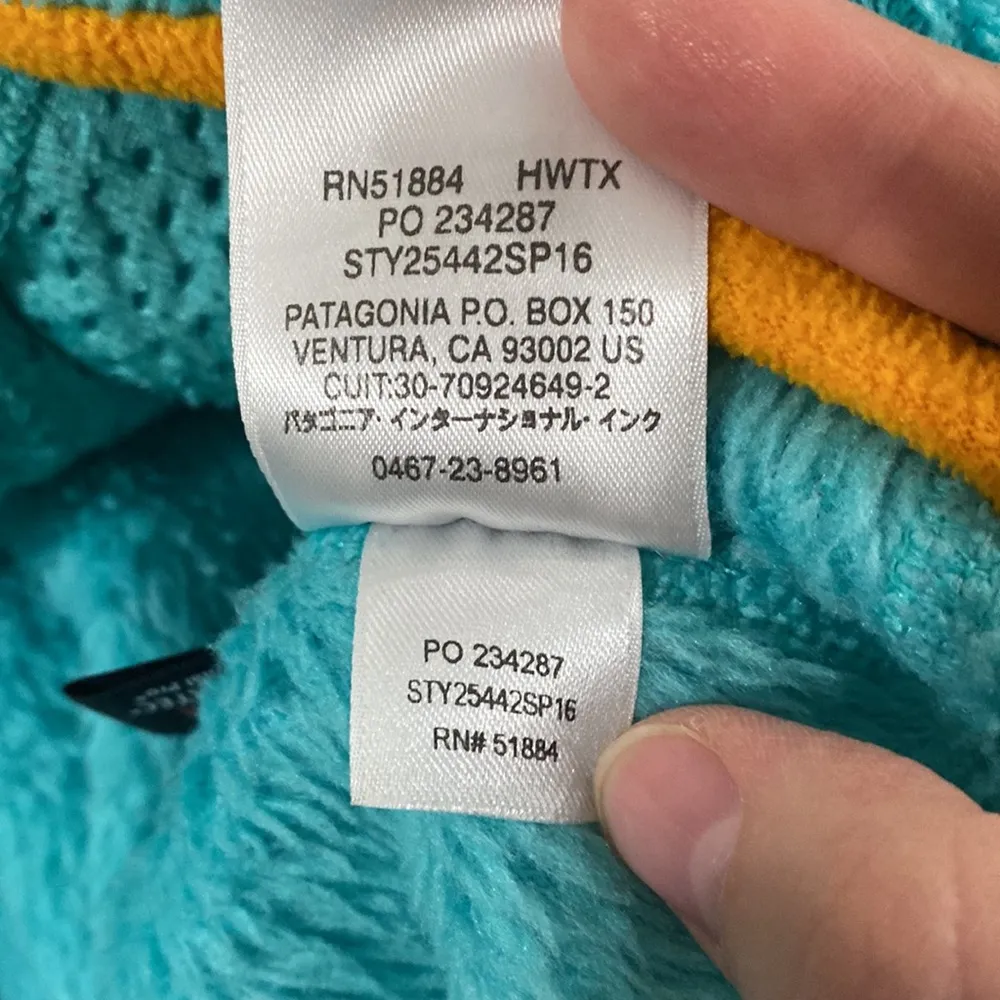 RN51884 HWTX
PO 234287
STY25442SP16
PATAGONIA P.O. BOX 150
VENTURA, CA 93002 US
CUIT:30-70924649-2
パタゴニア・インターナショナル・インク
0467-23-8961
PO 234287
STY25442SP16
RN# 51884